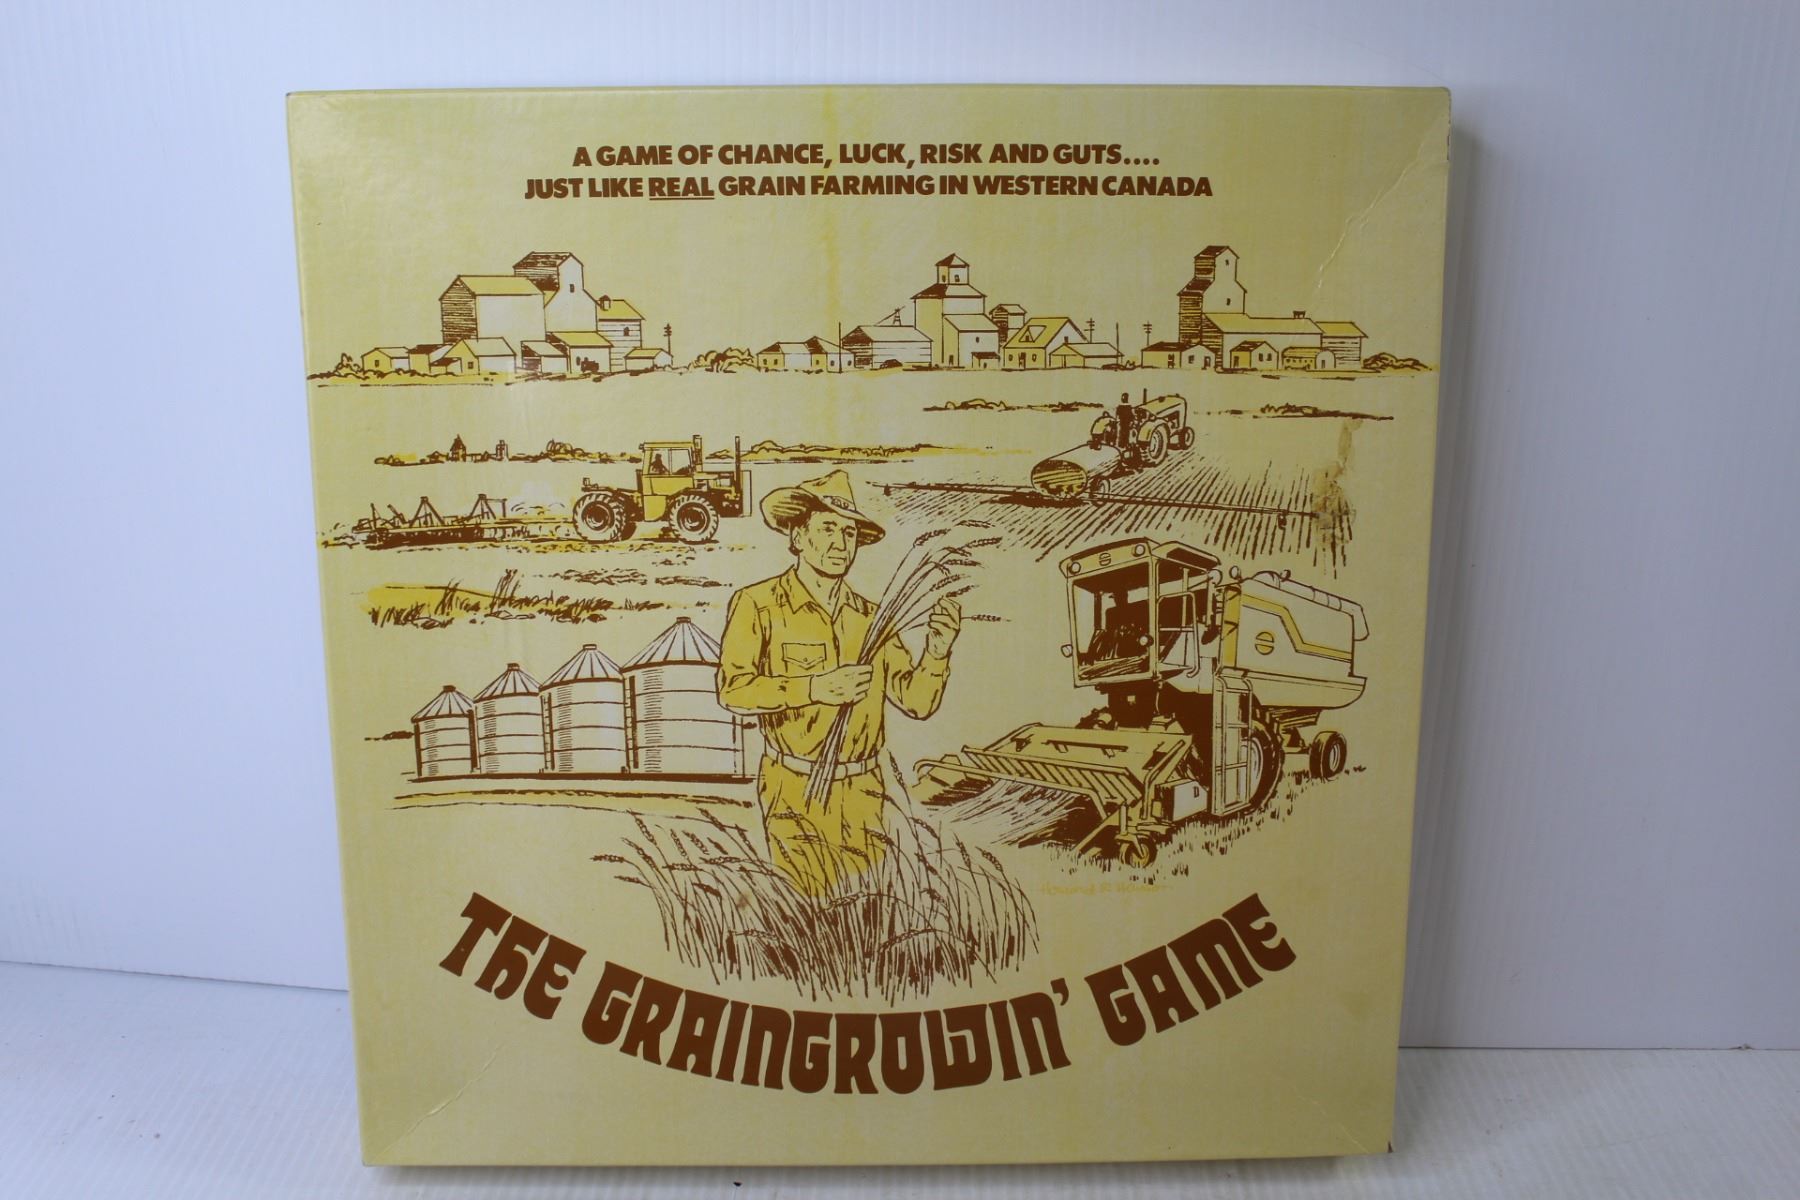 A GAME OF CHANCE, LUCK, RISK AND GUTS....
JUST LIKE REAL GRAIN FARMING IN WESTERN CANADA
THE GRAINGROWIN' GAME